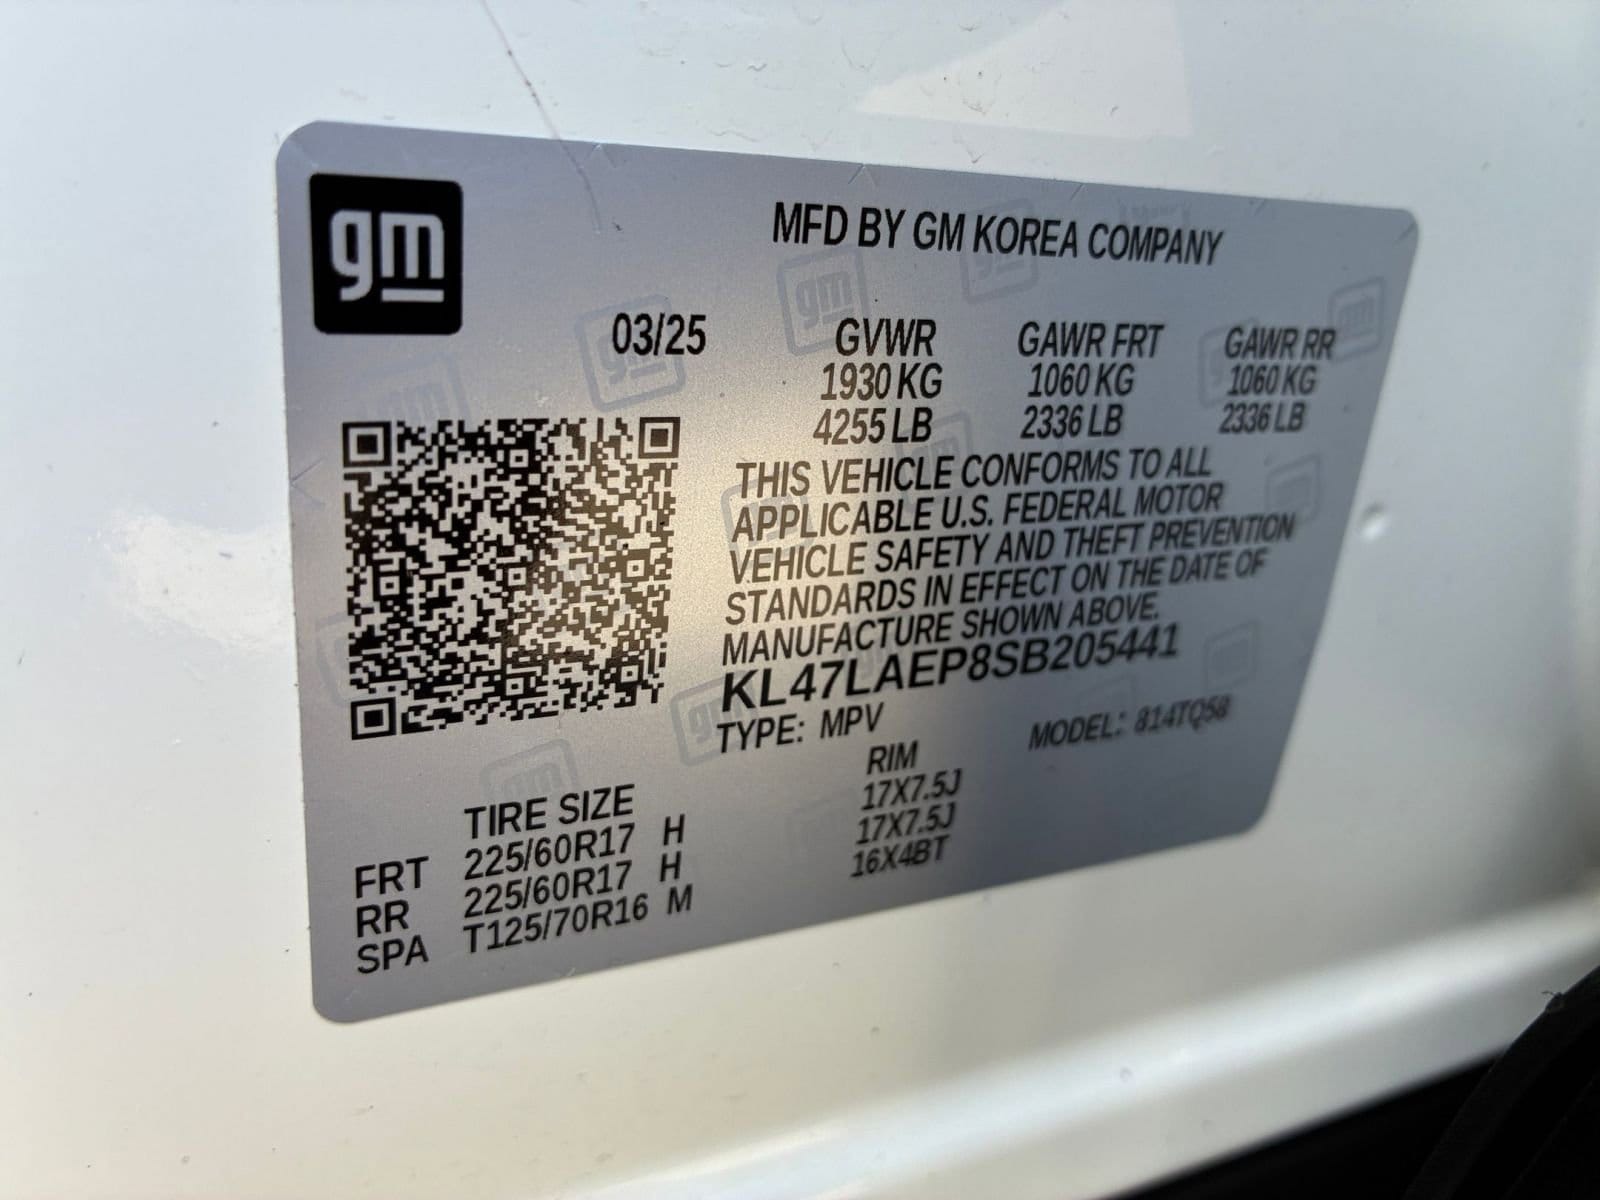 gm
MFD BY GM KOREA COMPANY
03/25 GVWR GAWR FRT GAWR RR
1930 KG 1060 KG 1060 KG
4255 LB 2336 LB 2336 LB
THIS VEHICLE CONFORMS TO ALL
APPLICABLE U.S. FEDERAL MOTOR
VEHICLE SAFETY AND THEFT PREVENTION
STANDARDS IN EFFECT ON THE DATE OF
MANUFACTURE SHOWN ABOVE.
KL47LAEP8SB205441
TYPE: MPV MODEL: 814TQ58
TIRE SIZE RIM
FRT 225/60R17 H 17X7.5J
RR 225/60R17 H 17X7.5J
SPA T125/70R16 M 16X4BT